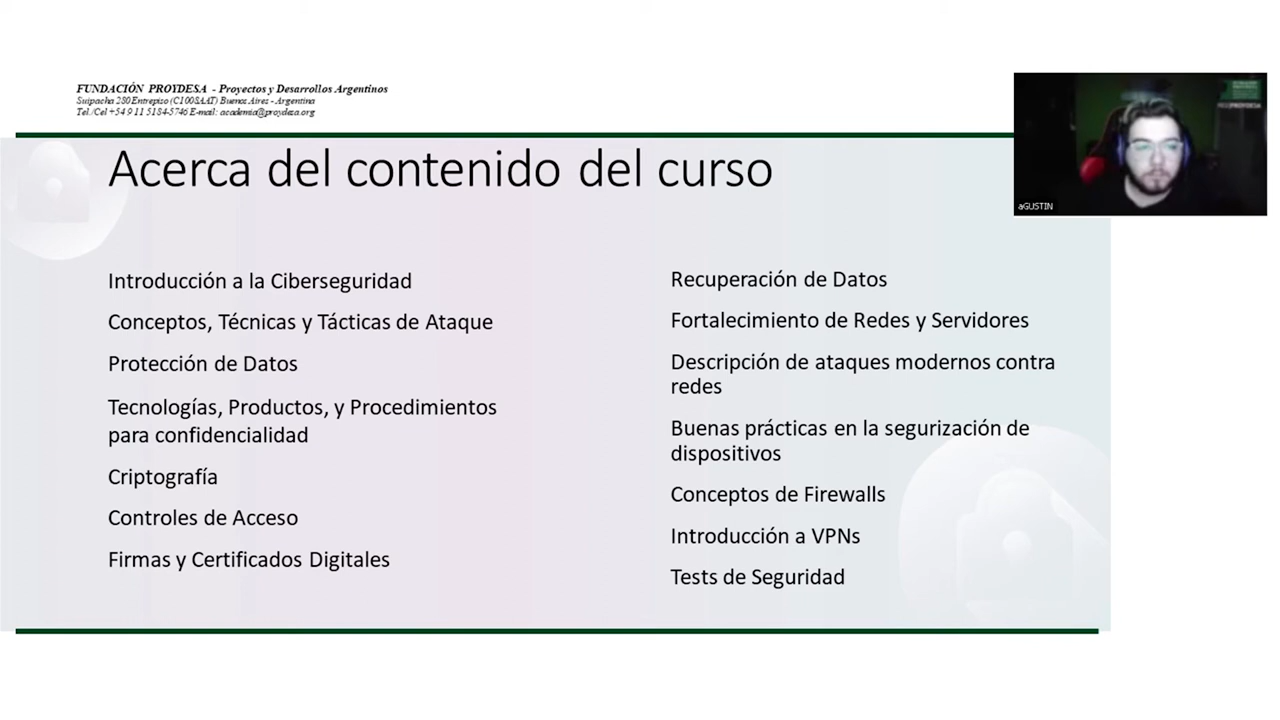 FUNDACIÓN PROYDESA - Proyectos y Desarrollos Argentinos
Suipacha 280 Entrepiso (C1008AAT) Buenos Aires - Argentina
Tel./Cel +54 9 11 5184-5746 E-mail: academia@proydesa.org
Acerca del contenido del curso
aGUSTIN
Introducción a la Ciberseguridad
Conceptos, Técnicas y Tácticas de Ataque
Protección de Datos
Tecnologías, Productos, y Procedimientos
para confidencialidad
Criptografía
Controles de Acceso
Firmas y Certificados Digitales
Recuperación de Datos
Fortalecimiento de Redes y Servidores
Descripción de ataques modernos contra
redes
Buenas prácticas en la segurización de
dispositivos
Conceptos de Firewalls
Introducción a VPNs
Tests de Seguridad